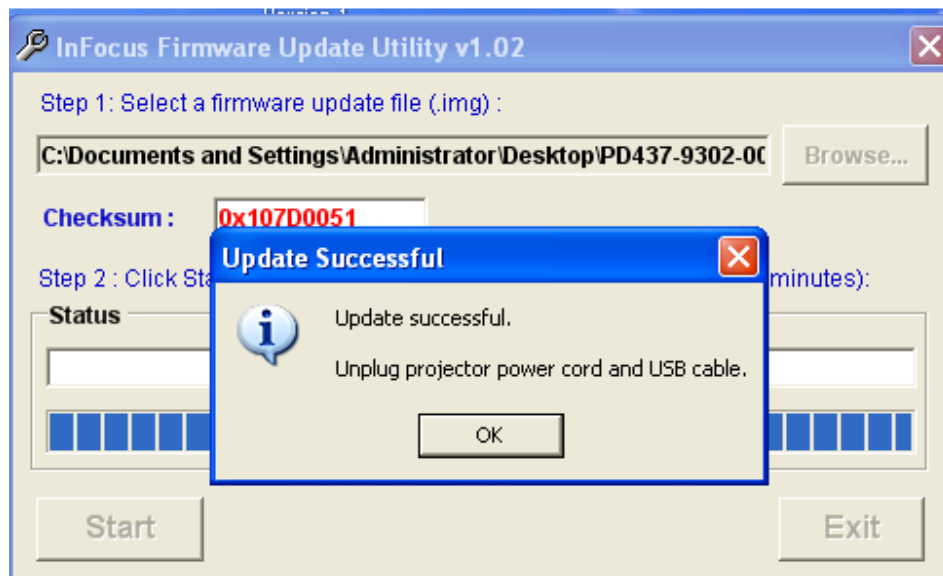 InFocus Firmware Update Utility v1.02
Step 1: Select a firmware update file (.img) :
C:\Documents and Settings\Administrator\Desktop\PD437-9302-00
Browse...
Checksum :
0x107D0051
Update Successful
Step 2 : Click Sta
minutes):
Status
Update successful.
Unplug projector power cord and USB cable.
OK
Start
Exit